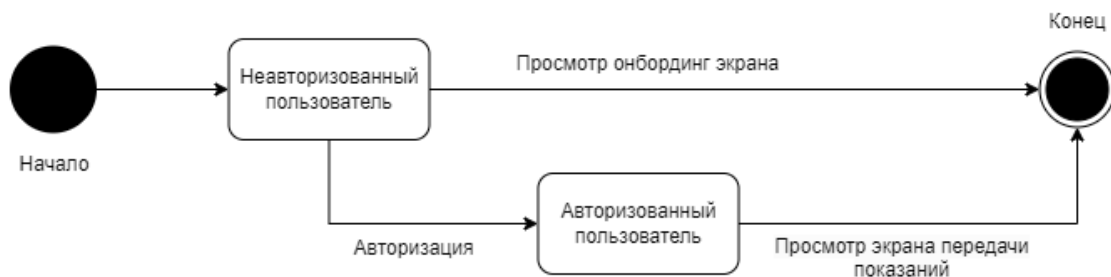 Конец
Неавторизованный
пользователь
Просмотр онбординг экрана
Начало
Авторизованный
пользователь
Авторизация
Просмотр экрана передачи
показаний